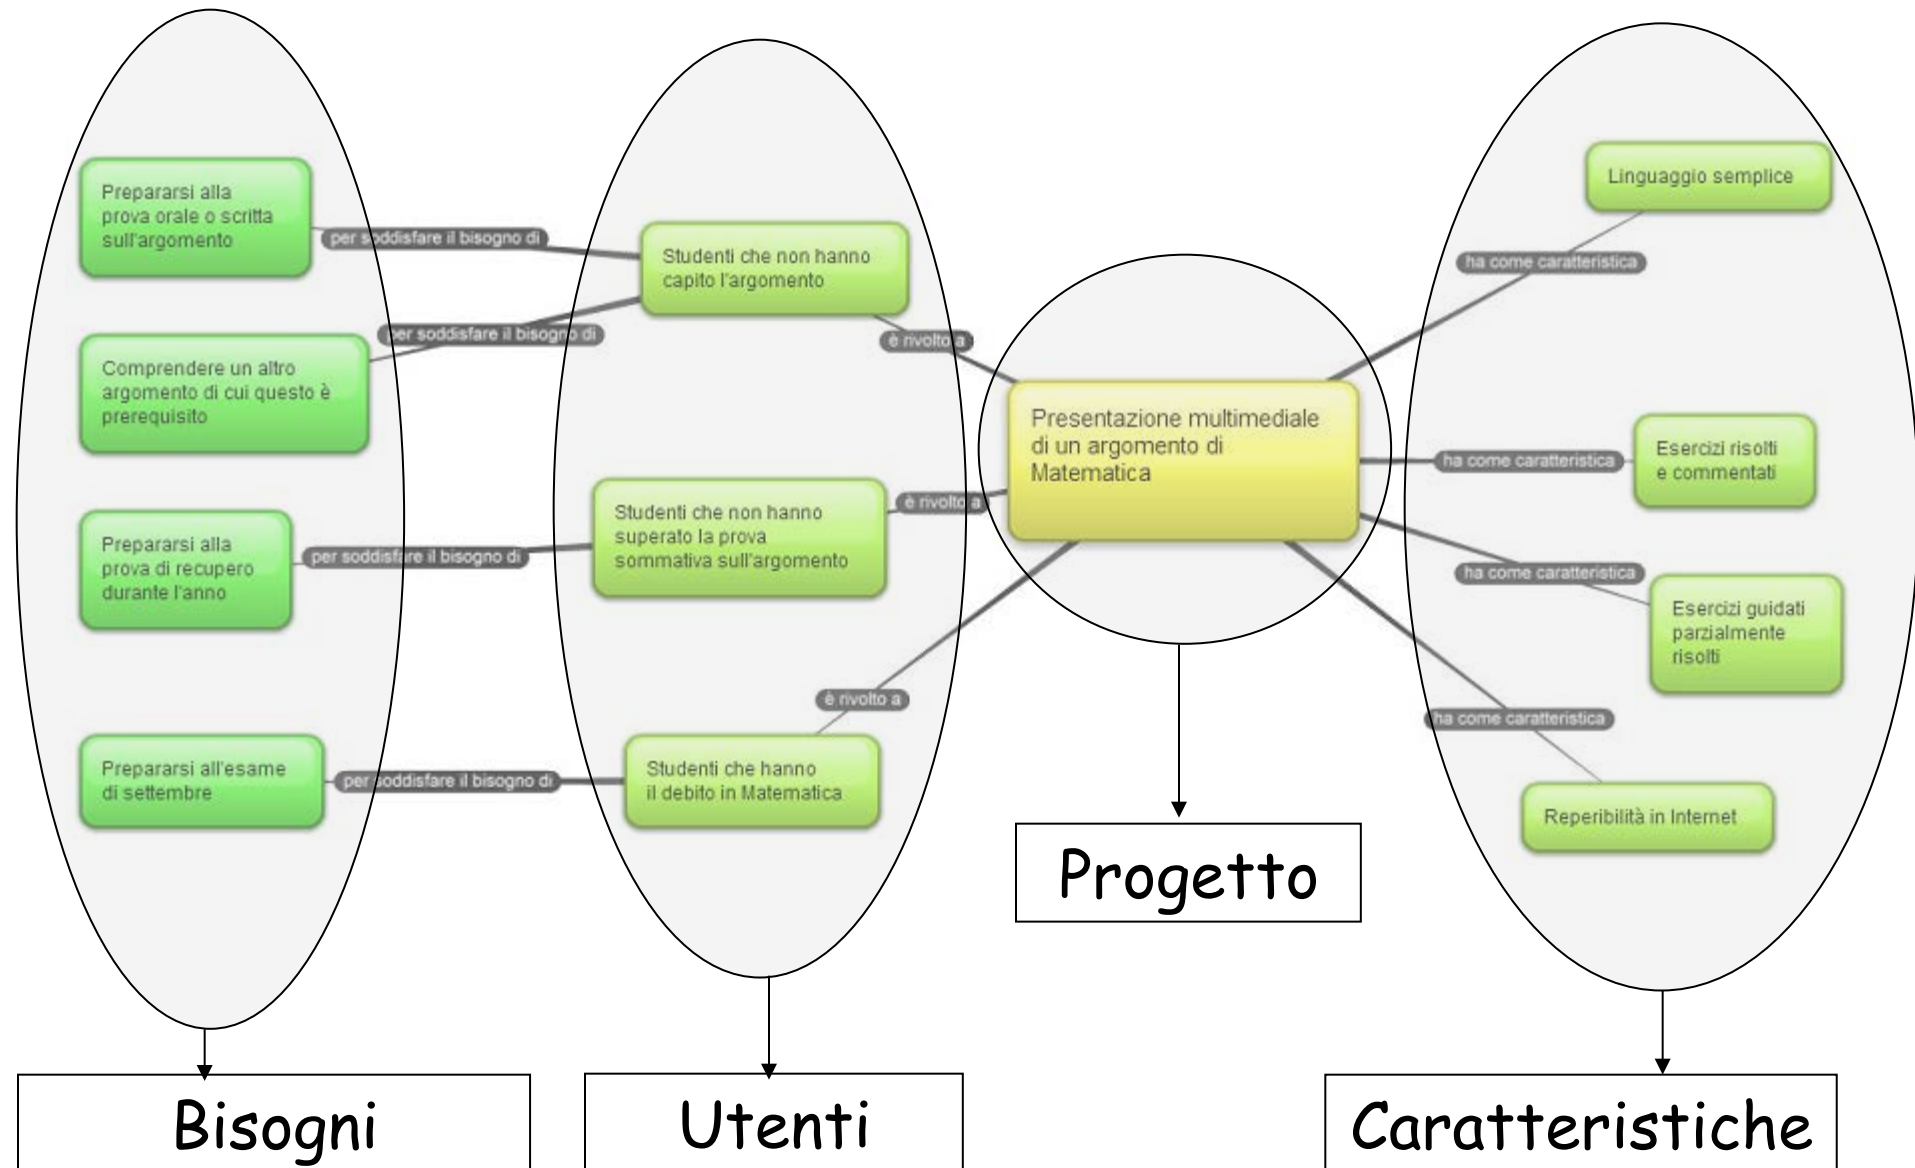 Prepararsi alla
prova orale o scritta
sull'argomento
per soddisfare il bisogno di
Comprendere un altro
argomento di cui questo è
prerequisito
per soddisfare il bisogno di
Prepararsi alla
prova di recupero
durante l'anno
per soddisfare il bisogno di
Prepararsi all'esame
di settembre
per soddisfare il bisogno di
Studenti che non hanno
capito l'argomento
è rivolto a
Studenti che non hanno
superato la prova
sommativa sull'argomento
è rivolto a
Studenti che hanno
il debito in Matematica
è rivolto a
Presentazione multimediale
di un argomento di
Matematica
ha come caratteristica
Linguaggio semplice
ha come caratteristica
Esercizi risolti
e commentati
ha come caratteristica
Esercizi guidati
parzialmente
risolti
ha come caratteristica
Reperibilità in Internet
Progetto
Bisogni
Utenti
Caratteristiche